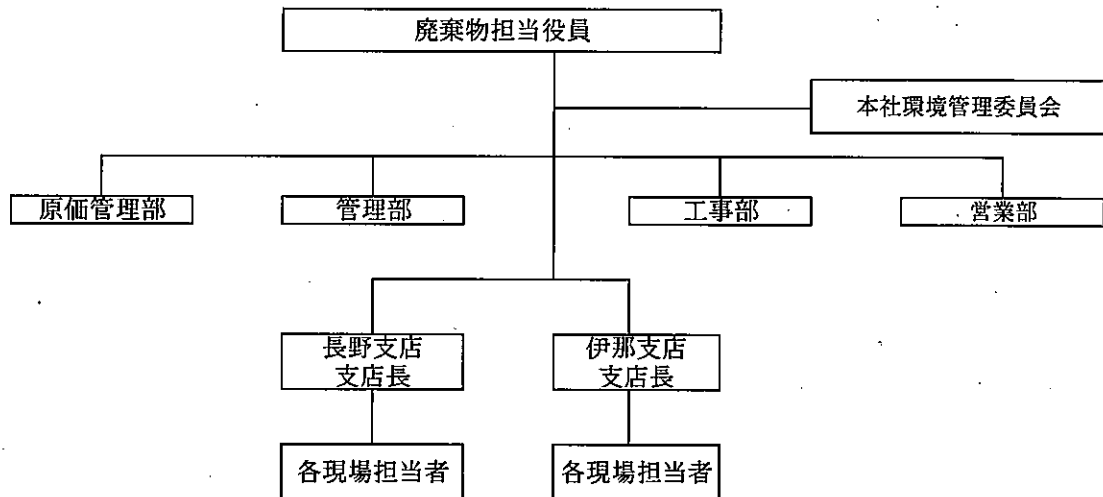 廃棄物担当役員
本社環境管理委員会
原価管理部
管理部
工事部
営業部
長野支店
支店長
伊那支店
支店長
各現場担当者
各現場担当者